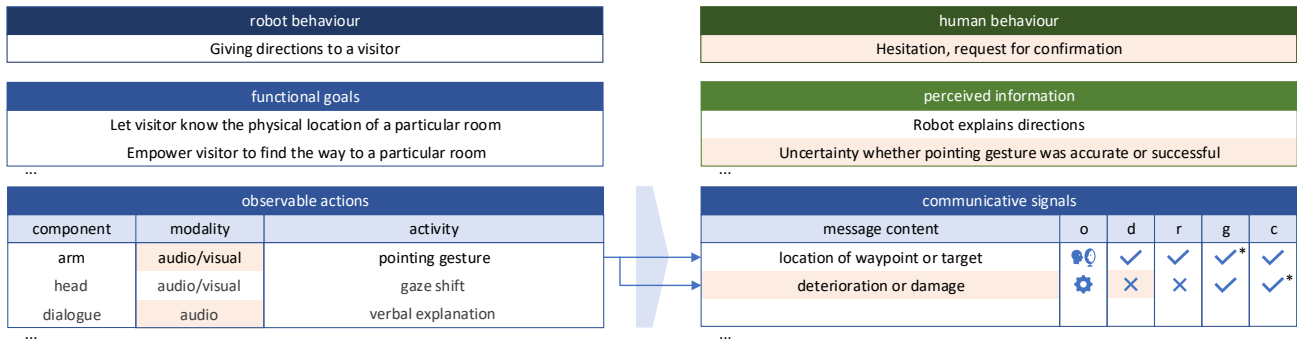 robot behaviour
Giving directions to a visitor
human behaviour
Hesitation, request for confirmation
functional goals
Let visitor know the physical location of a particular room
Empower visitor to find the way to a particular room
...
perceived information
Robot explains directions
Uncertainty whether pointing gesture was accurate or successful
...
observable actions
component modality activity
arm audio/visual pointing gesture
head audio/visual gaze shift
dialogue audio verbal explanation
...
communicative signals
message content o d r g c
location of waypoint or target *
deterioration or damage *
...